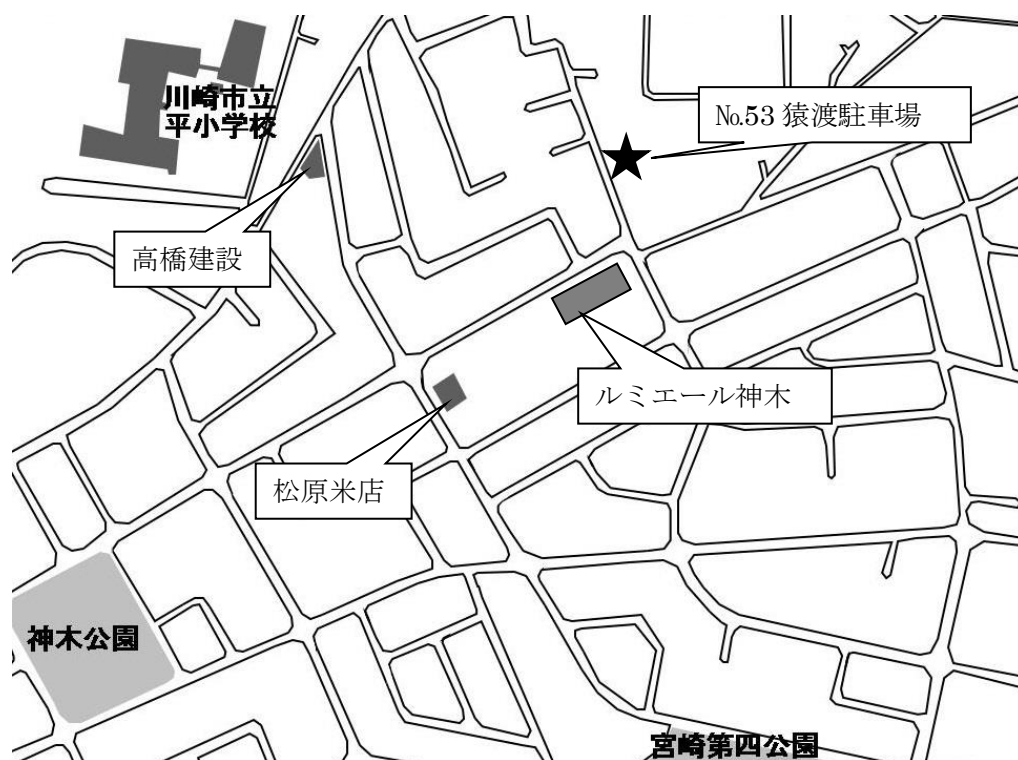 川崎市立
平小学校
№53 猿渡駐車場
高橋建設
ルミエール神木
松原米店
神木公園
宮崎第四公園